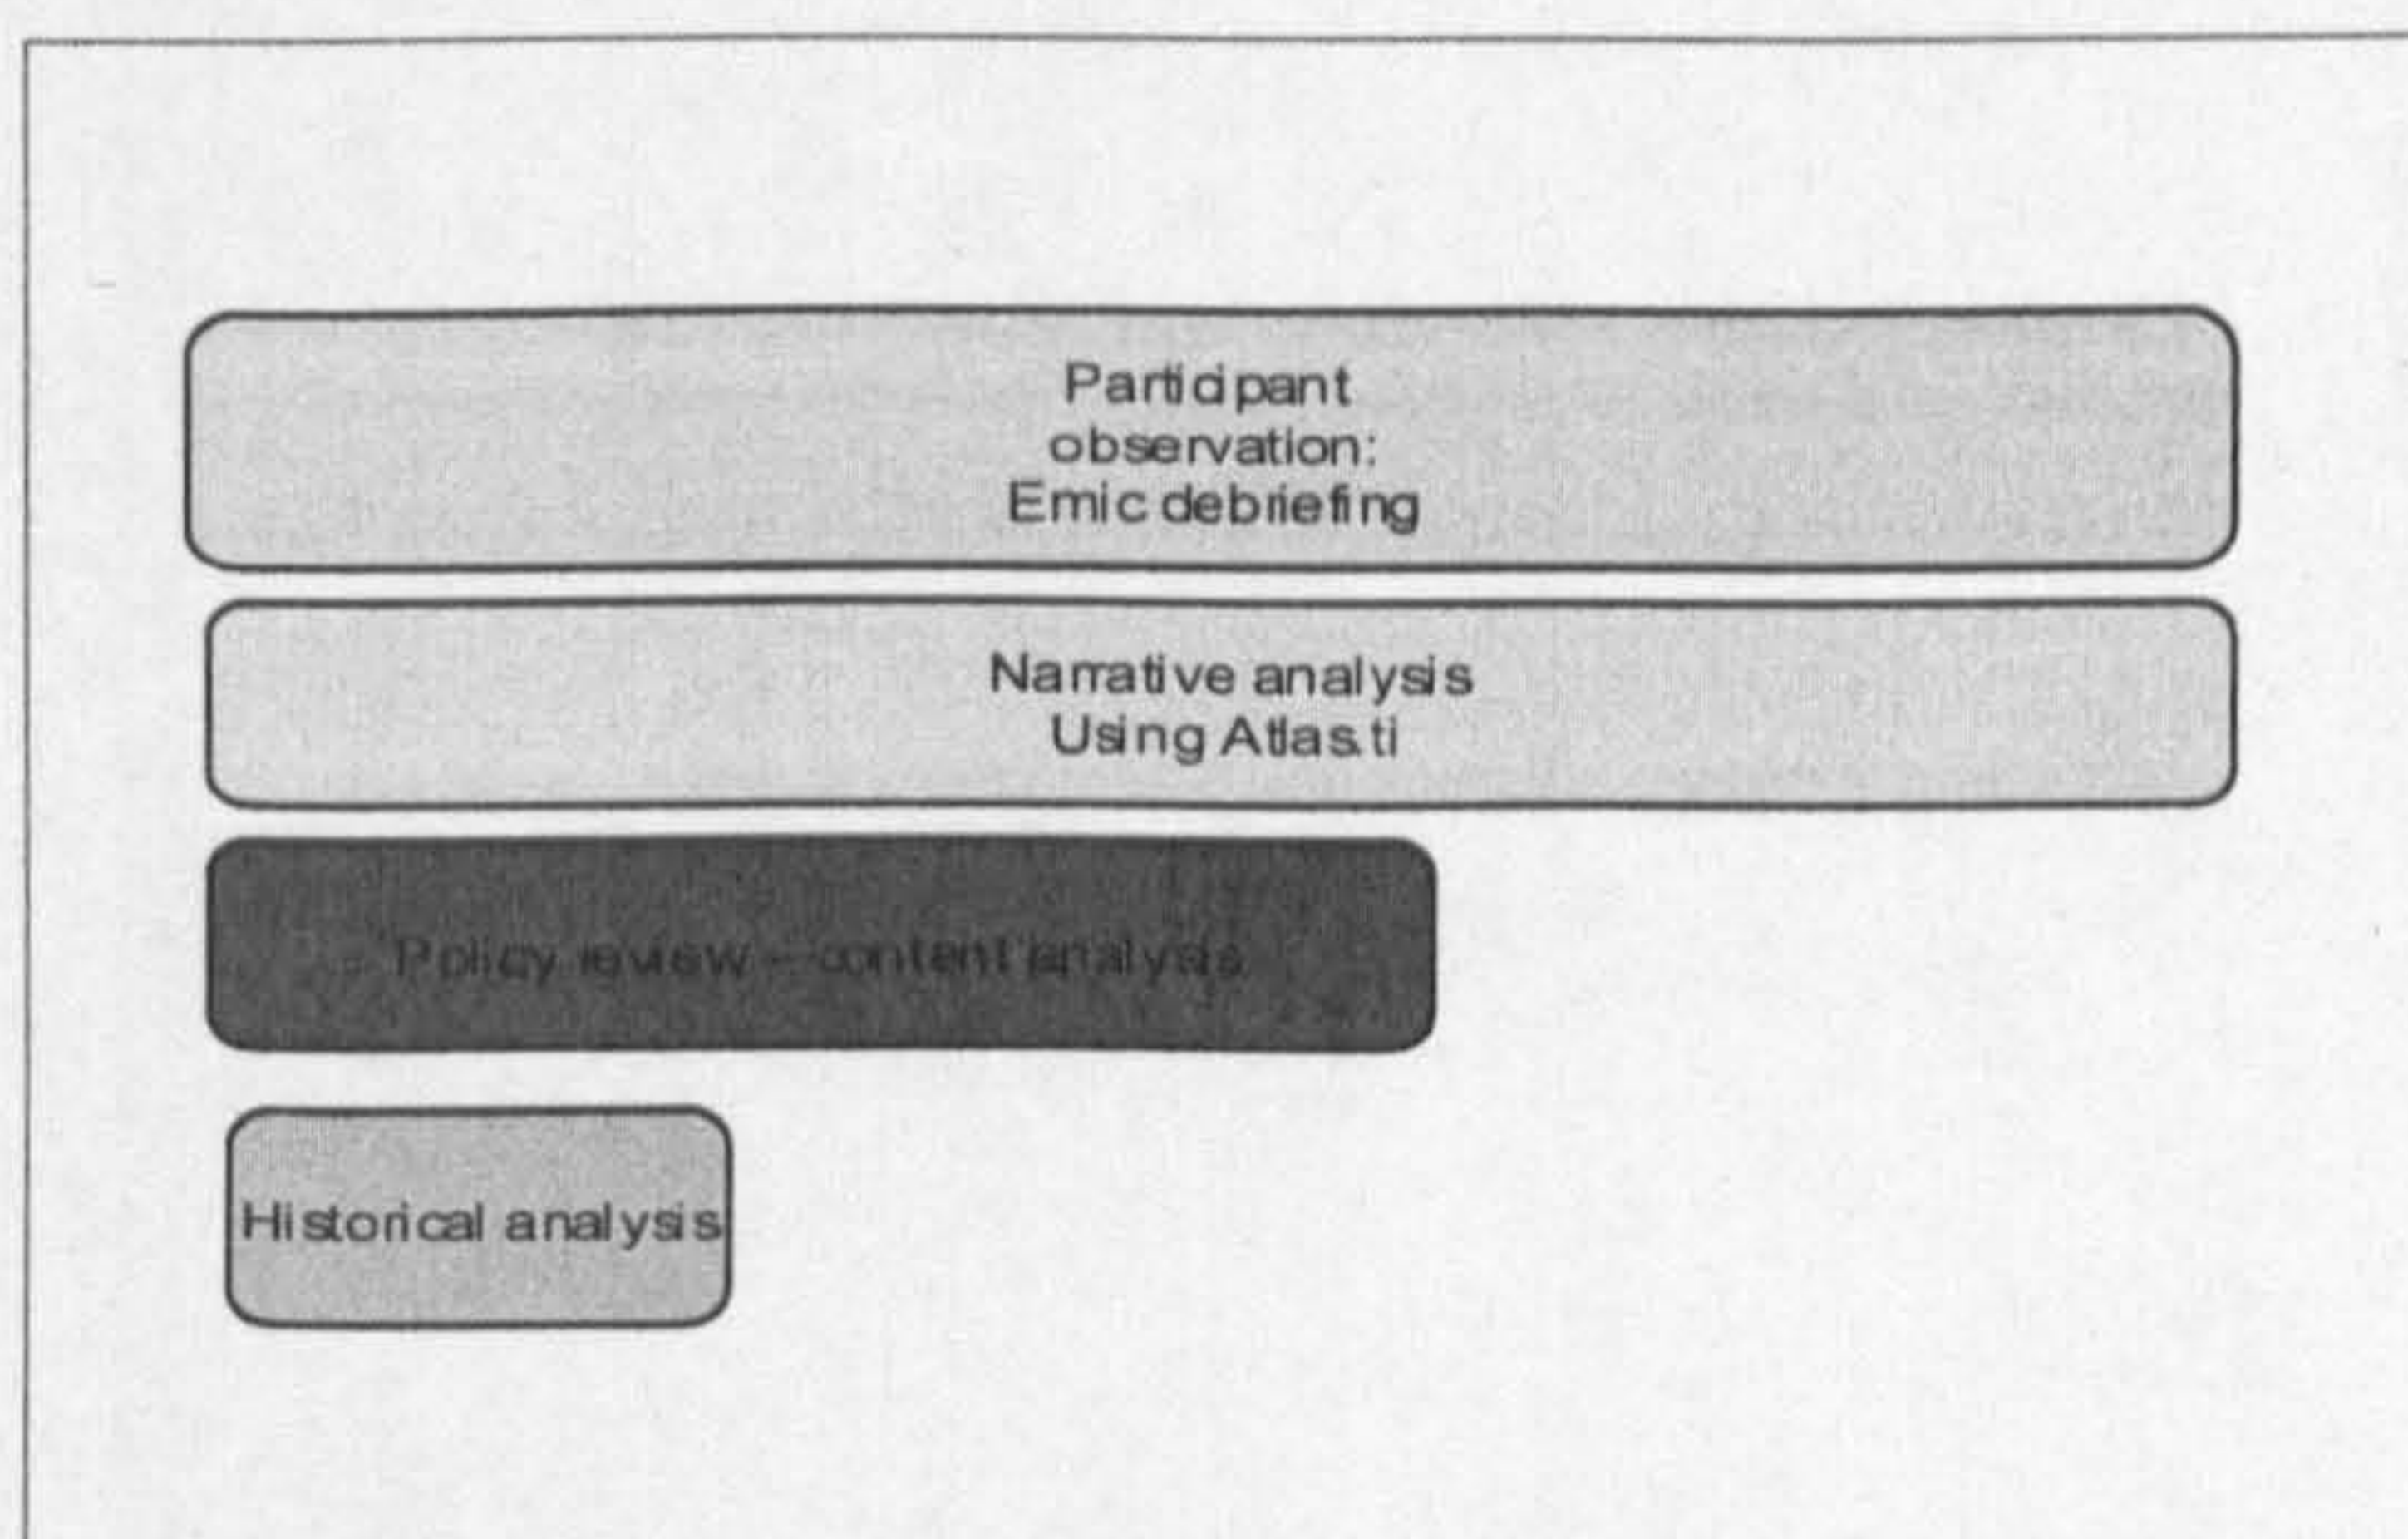 Participant
observation:
Emic debriefing
Narrative analysis
Using Atlas.ti
Policy review – content analysis
Historical analysis